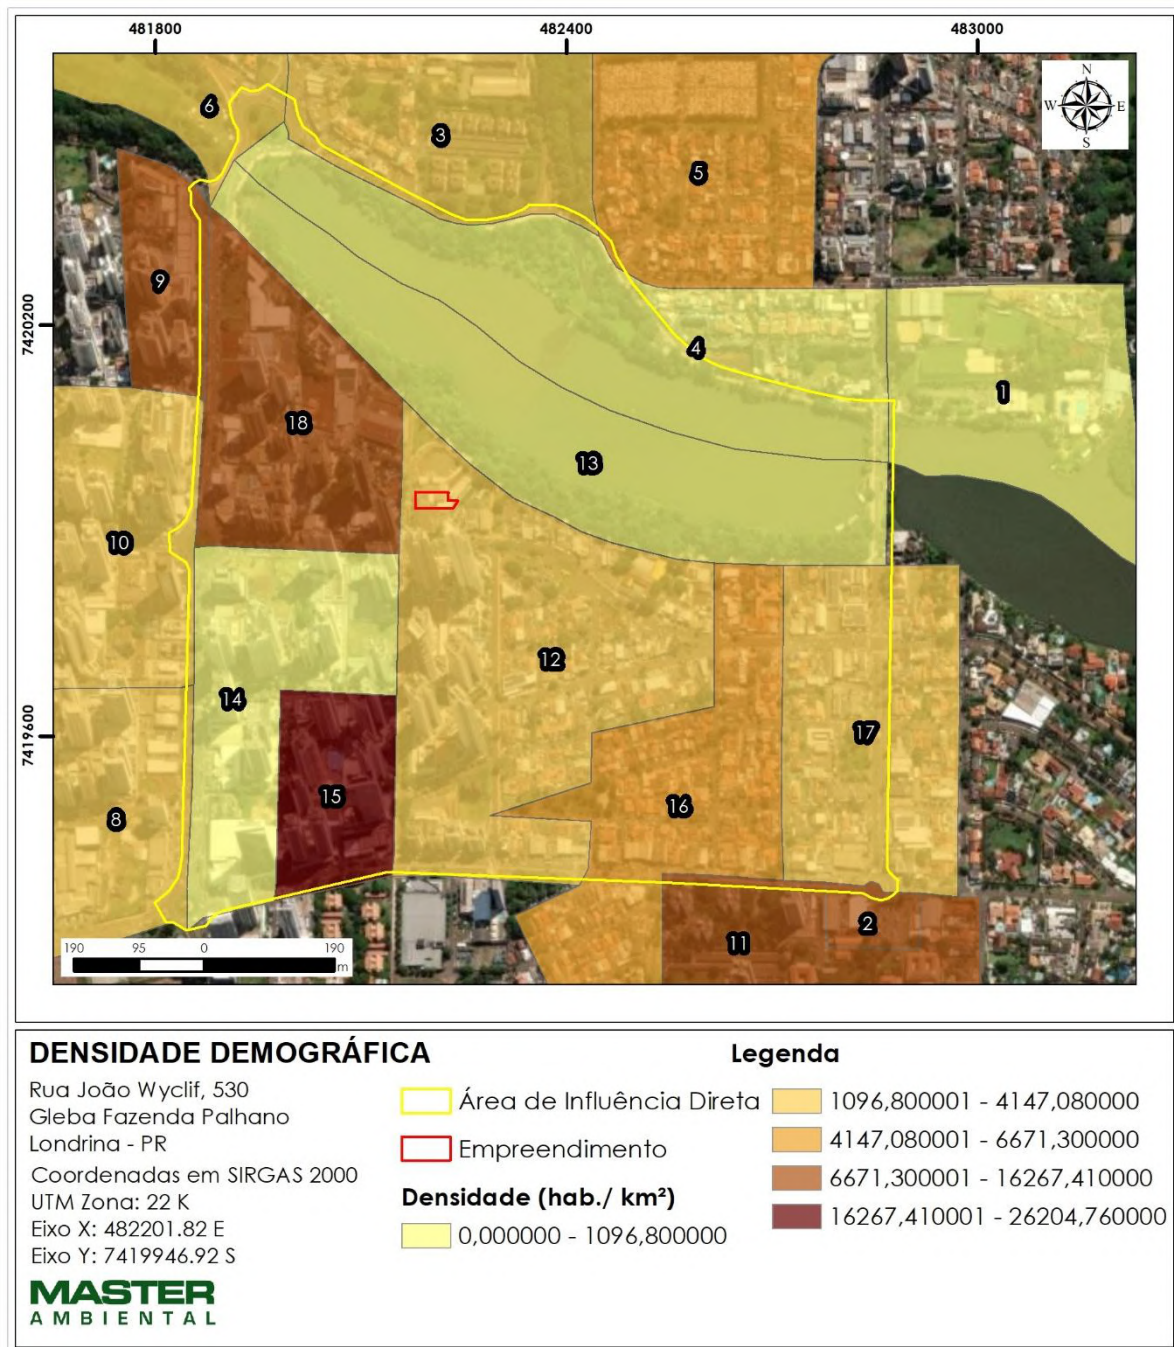 481800 482400 483000
N
W E
S
6
3
5
9
7420200
4
1
18
13
10
12
14
7419600
17
15
16
8
2
11
190 95 0 190
m
DENSIDADE DEMOGRÁFICA
Rua João Wyclif, 530
Gleba Fazenda Palhano
Londrina - PR
Coordenadas em SIRGAS 2000
UTM Zona: 22 K
Eixo X: 482201.82 E
Eixo Y: 7419946.92 S
MASTER
AMBIENTAL
Legenda
Área de Influência Direta
Empreendimento
Densidade (hab./ km²)
0,000000 - 1096,800000
1096,800001 - 4147,080000
4147,080001 - 6671,300000
6671,300001 - 16267,410000
16267,410001 - 26204,760000